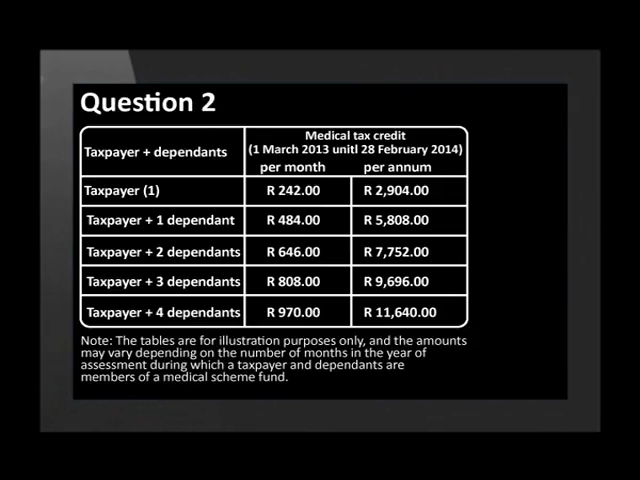 Question 2
Taxpayer + dependants
Medical tax credit
(1 March 2013 unitl 28 February 2014)
per month per annum
Taxpayer (1) R 242.00 R 2,904.00
Taxpayer + 1 dependant R 484.00 R 5,808.00
Taxpayer + 2 dependants R 646.00 R 7,752.00
Taxpayer + 3 dependants R 808.00 R 9,696.00
Taxpayer + 4 dependants R 970.00 R 11,640.00
Note: The tables are for illustration purposes only, and the amounts
may vary depending on the number of months in the year of
assessment during which a taxpayer and dependants are
members of a medical scheme fund.